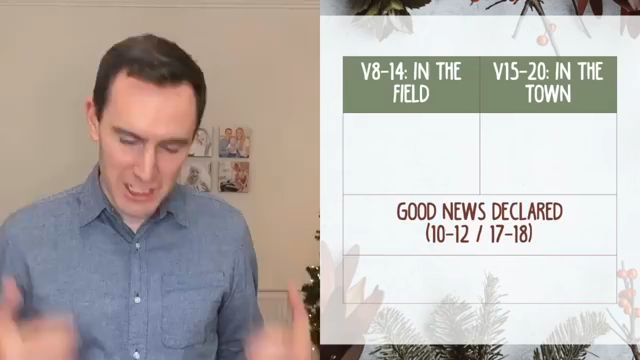 V8-14: IN THE
FIELD
V15-20: IN THE
TOWN
GOOD NEWS DECLARED
(10-12 / 17-18)